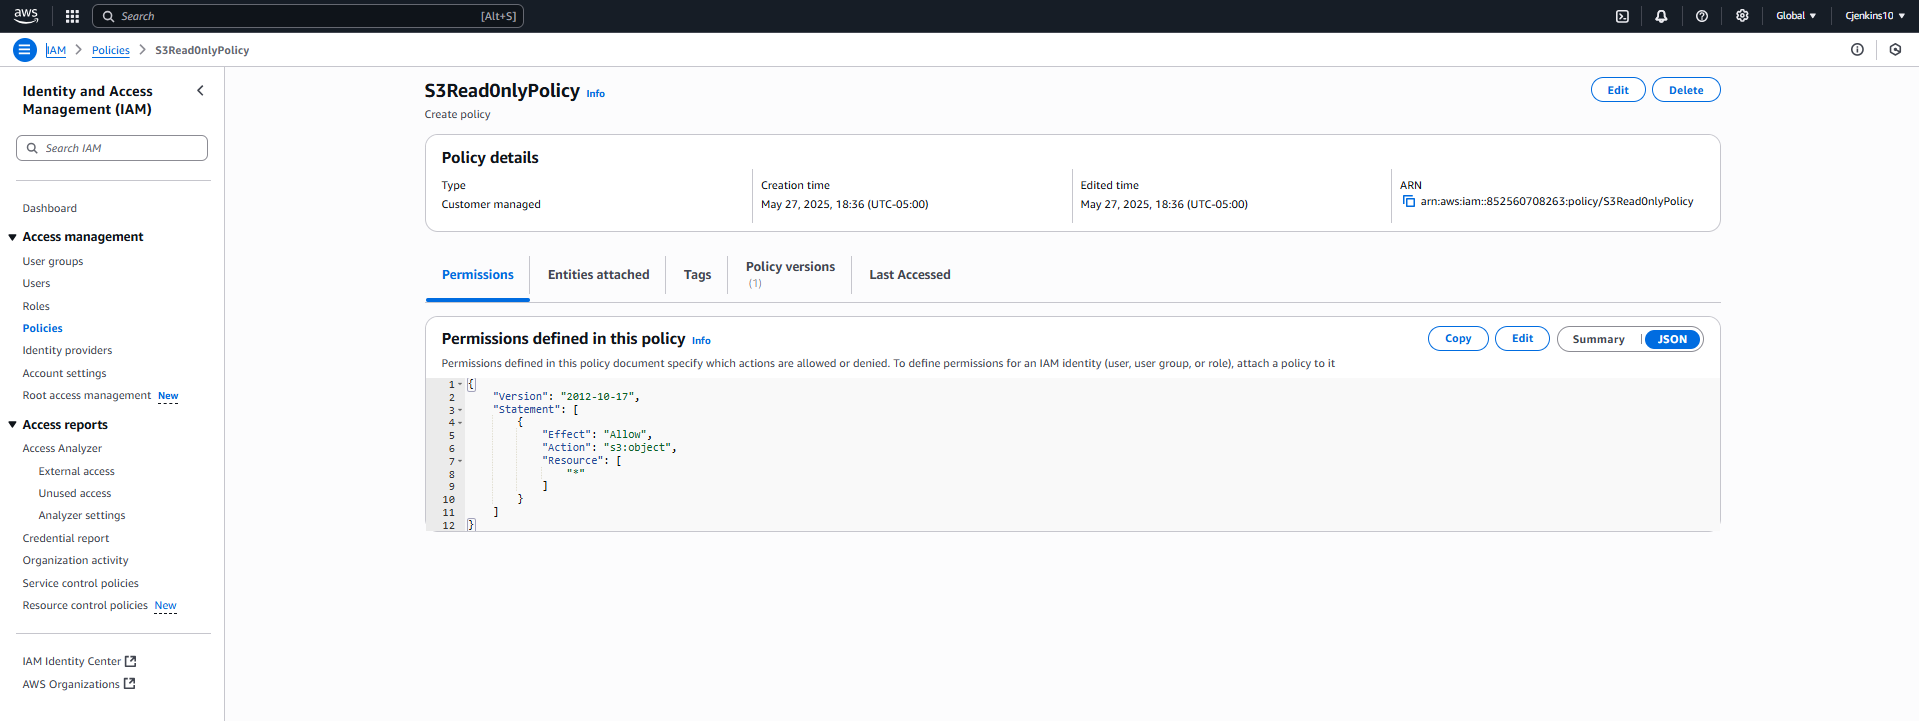 aws
Search [Alt+S]
Global
Cjenkins10
IAM
Policies
S3Read0nlyPolicy
Identity and Access
Management (IAM)
Search IAM
Dashboard
Access management
User groups
Users
Roles
Policies
Identity providers
Account settings
Root access management New
Access reports
Access Analyzer
External access
Unused access
Analyzer settings
Credential report
Organization activity
Service control policies
Resource control policies New
IAM Identity Center
AWS Organizations
S3Read0nlyPolicy Info
Edit
Delete
Create policy
Policy details
Type
Customer managed
Creation time
May 27, 2025, 18:36 (UTC-05:00)
Edited time
May 27, 2025, 18:36 (UTC-05:00)
ARN
arn:aws:iam::852560708263:policy/S3Read0nlyPolicy
Permissions
Entities attached
Tags
Policy versions
(1)
Last Accessed
Permissions defined in this policy Info
Copy
Edit
Summary
JSON
Permissions defined in this policy document specify which actions are allowed or denied. To define permissions for an IAM identity (user, user group, or role), attach a policy to it
1 {
2 "Version": "2012-10-17",
3 "Statement": [
4 {
5 "Effect": "Allow",
6 "Action": "s3:object",
7 "Resource": [
8 "*"
9 ]
10 }
11 ]
12 }